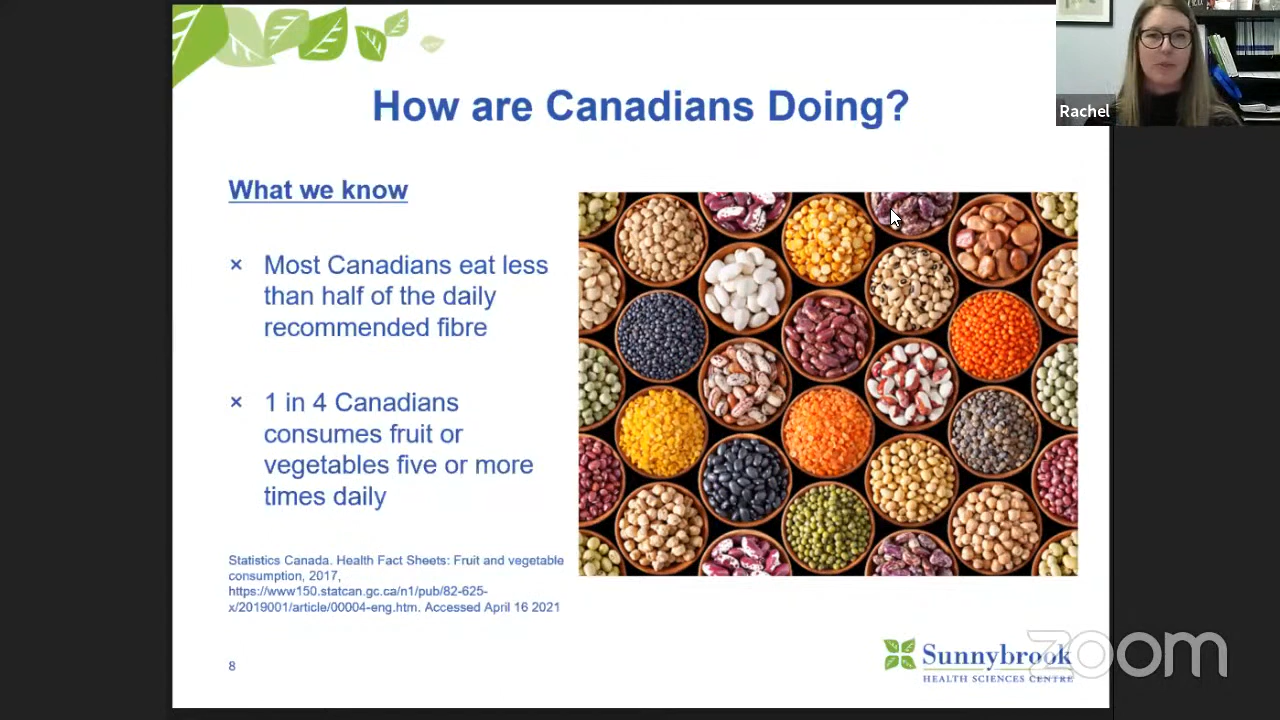 How are Canadians Doing?
Rachel
What we know
× Most Canadians eat less
than half of the daily
recommended fibre
× 1 in 4 Canadians
consumes fruit or
vegetables five or more
times daily
Statistics Canada. Health Fact Sheets: Fruit and vegetable
consumption, 2017,
https://www150.statcan.gc.ca/n1/pub/82-625-
x/2019001/article/00004-eng.htm. Accessed April 16 2021
8
Sunnybrook
HEALTH SCIENCES CENTRE
zoom